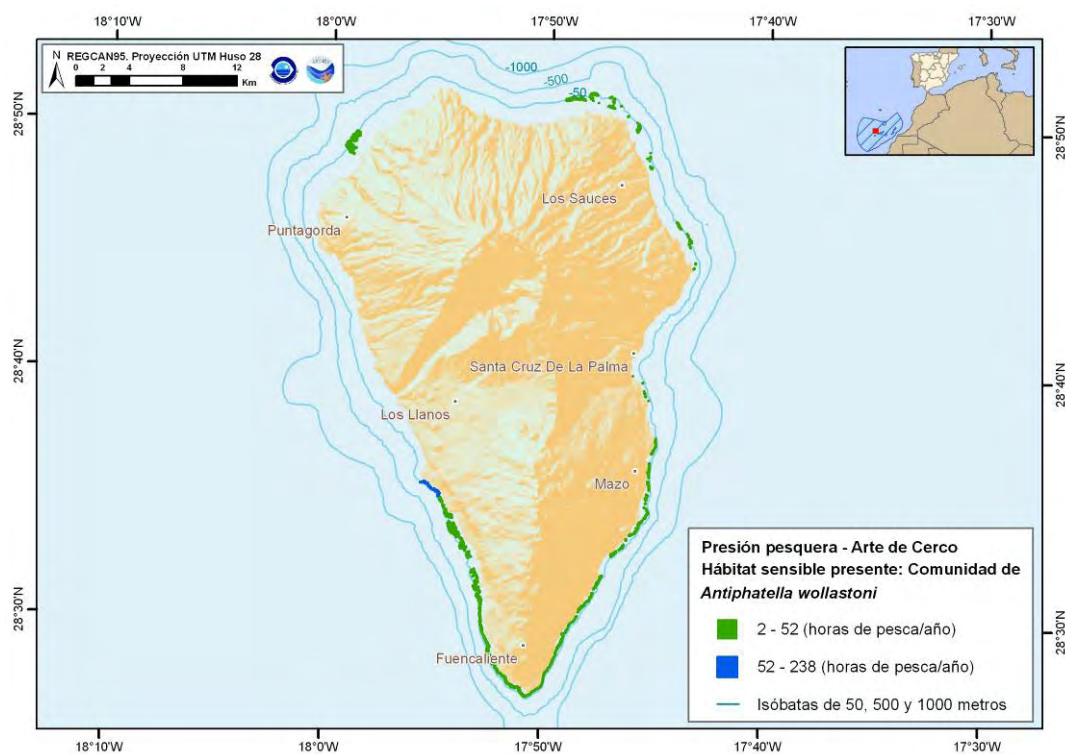 18°10'W
18°0'W
17°50'W
17°40'W
17°30'W
N
REGCAN95. Proyección UTM Huso 28
0 2 4 8 12
Km
-1000
-500
-50
28°50'N
28°50'N
Los Sauces
Puntagorda
Santa Cruz De La Palma
28°40'N
28°40'N
Los Llanos
Mazo
Presión pesquera - Arte de Cerco
Hábitat sensible presente: Comunidad de
Antiphatella wollastoni
2 - 52 (horas de pesca/año)
52 - 238 (horas de pesca/año)
Isóbatas de 50, 500 y 1000 metros
28°30'N
28°30'N
Fuencaliente
18°10'W
18°0'W
17°50'W
17°40'W
17°30'W